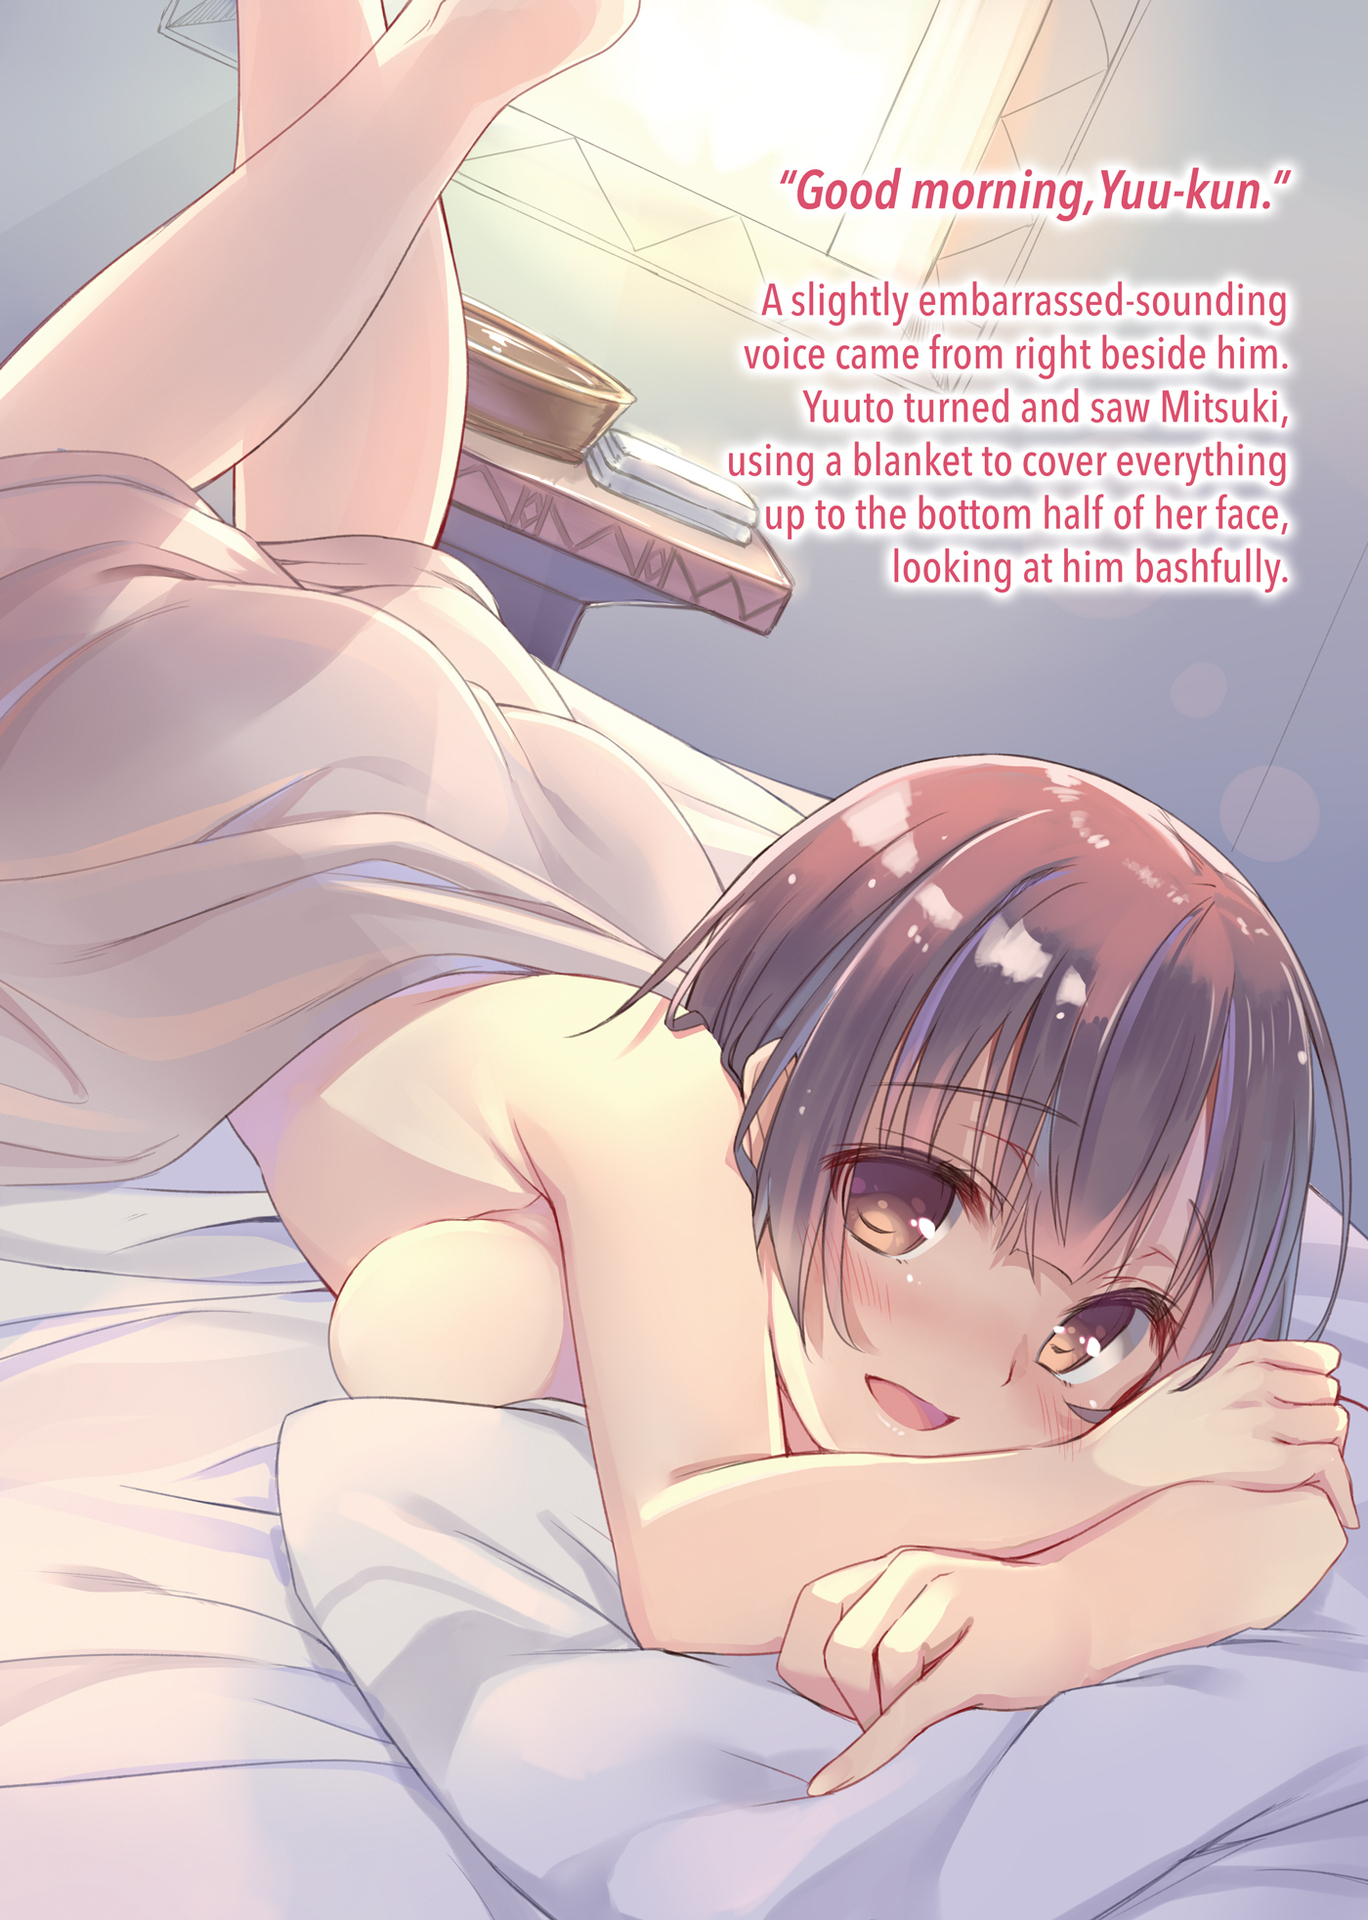 “Good morning,Yuu-kun.”
A slightly embarrassed-sounding
voice came from right beside him.
Yuuto turned and saw Mitsuki,
using a blanket to cover everything
up to the bottom half of her face,
looking at him bashfully.